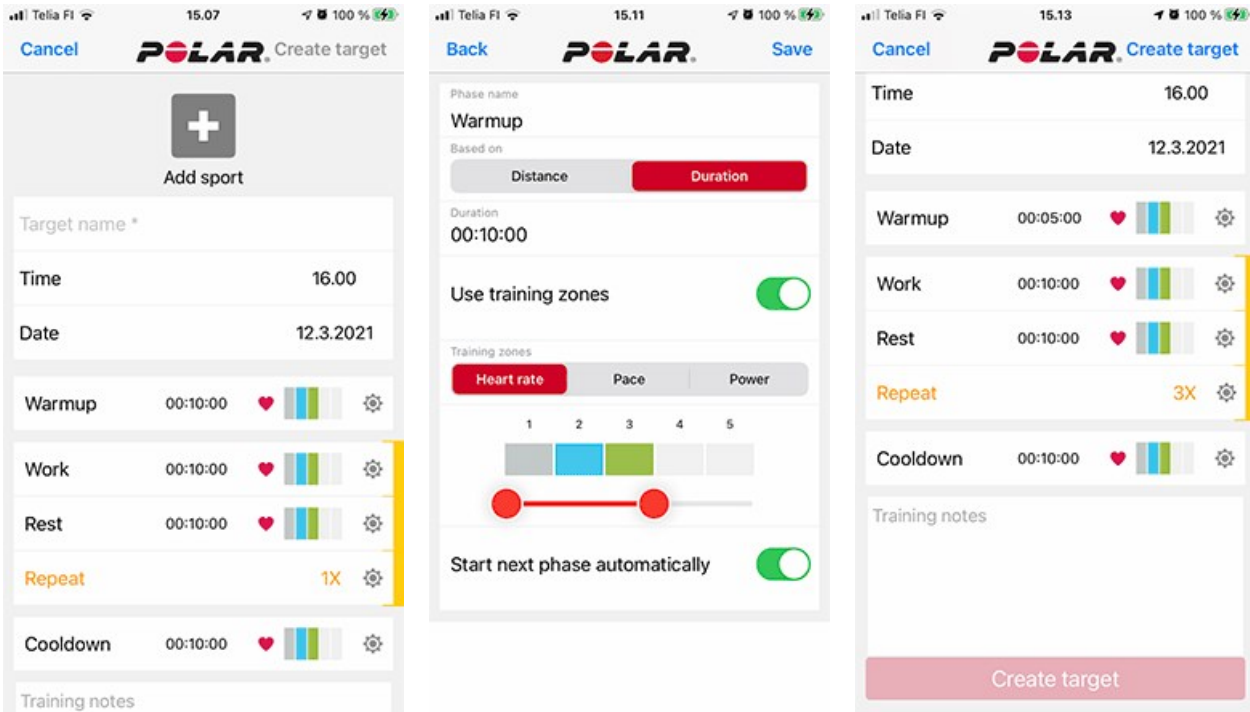 Telia FI 15.07 100 %
Cancel POLAR. Create target
Add sport
Target name *
Time 16.00
Date 12.3.2021
Warmup 00:10:00
Work 00:10:00
Rest 00:10:00
Repeat 1X
Cooldown 00:10:00
Training notes
Telia FI 15.11 100 %
Back POLAR. Save
Phase name
Warmup
Based on
Distance Duration
Duration
00:10:00
Use training zones
Training zones
Heart rate Pace Power
1 2 3 4 5
Start next phase automatically
Telia FI 15.13 100 %
Cancel POLAR. Create target
Time 16.00
Date 12.3.2021
Warmup 00:05:00
Work 00:10:00
Rest 00:10:00
Repeat 3X
Cooldown 00:10:00
Training notes
Create target